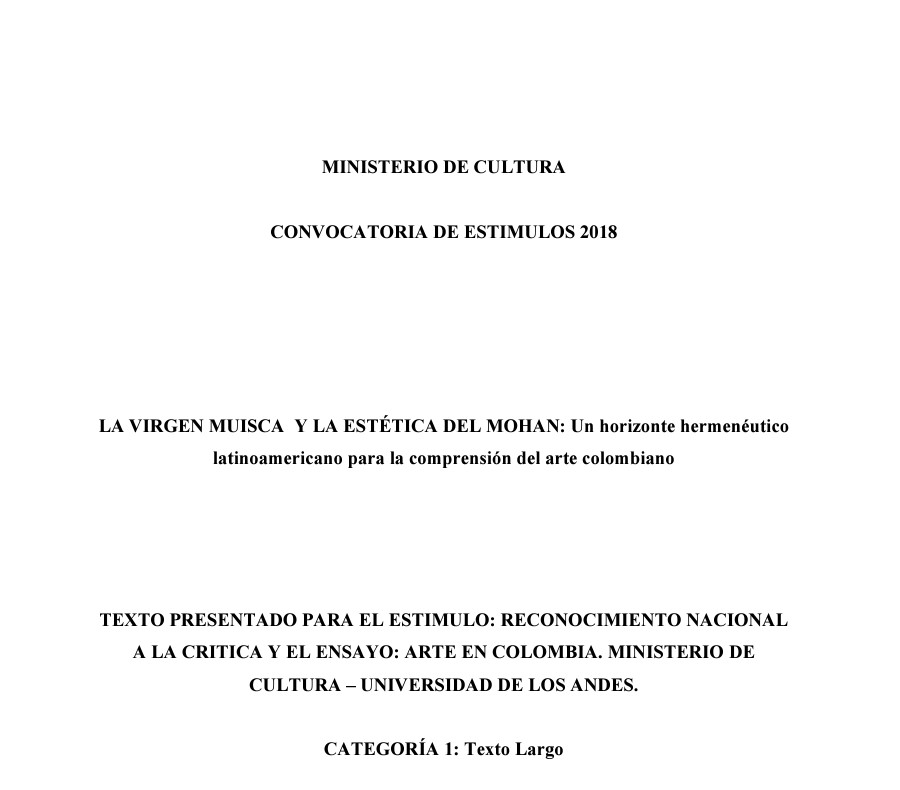 MINISTERIO DE CULTURA
CONVOCATORIA DE ESTIMULOS 2018
LA VIRGEN MUISCA  Y LA ESTÉTICA DEL MOHAN: Un horizonte hermenéutico
latinoamericano para la comprensión del arte colombiano
TEXTO PRESENTADO PARA EL ESTIMULO: RECONOCIMIENTO NACIONAL
A LA CRITICA Y EL ENSAYO: ARTE EN COLOMBIA. MINISTERIO DE
CULTURA – UNIVERSIDAD DE LOS ANDES.
CATEGORÍA 1: Texto Largo